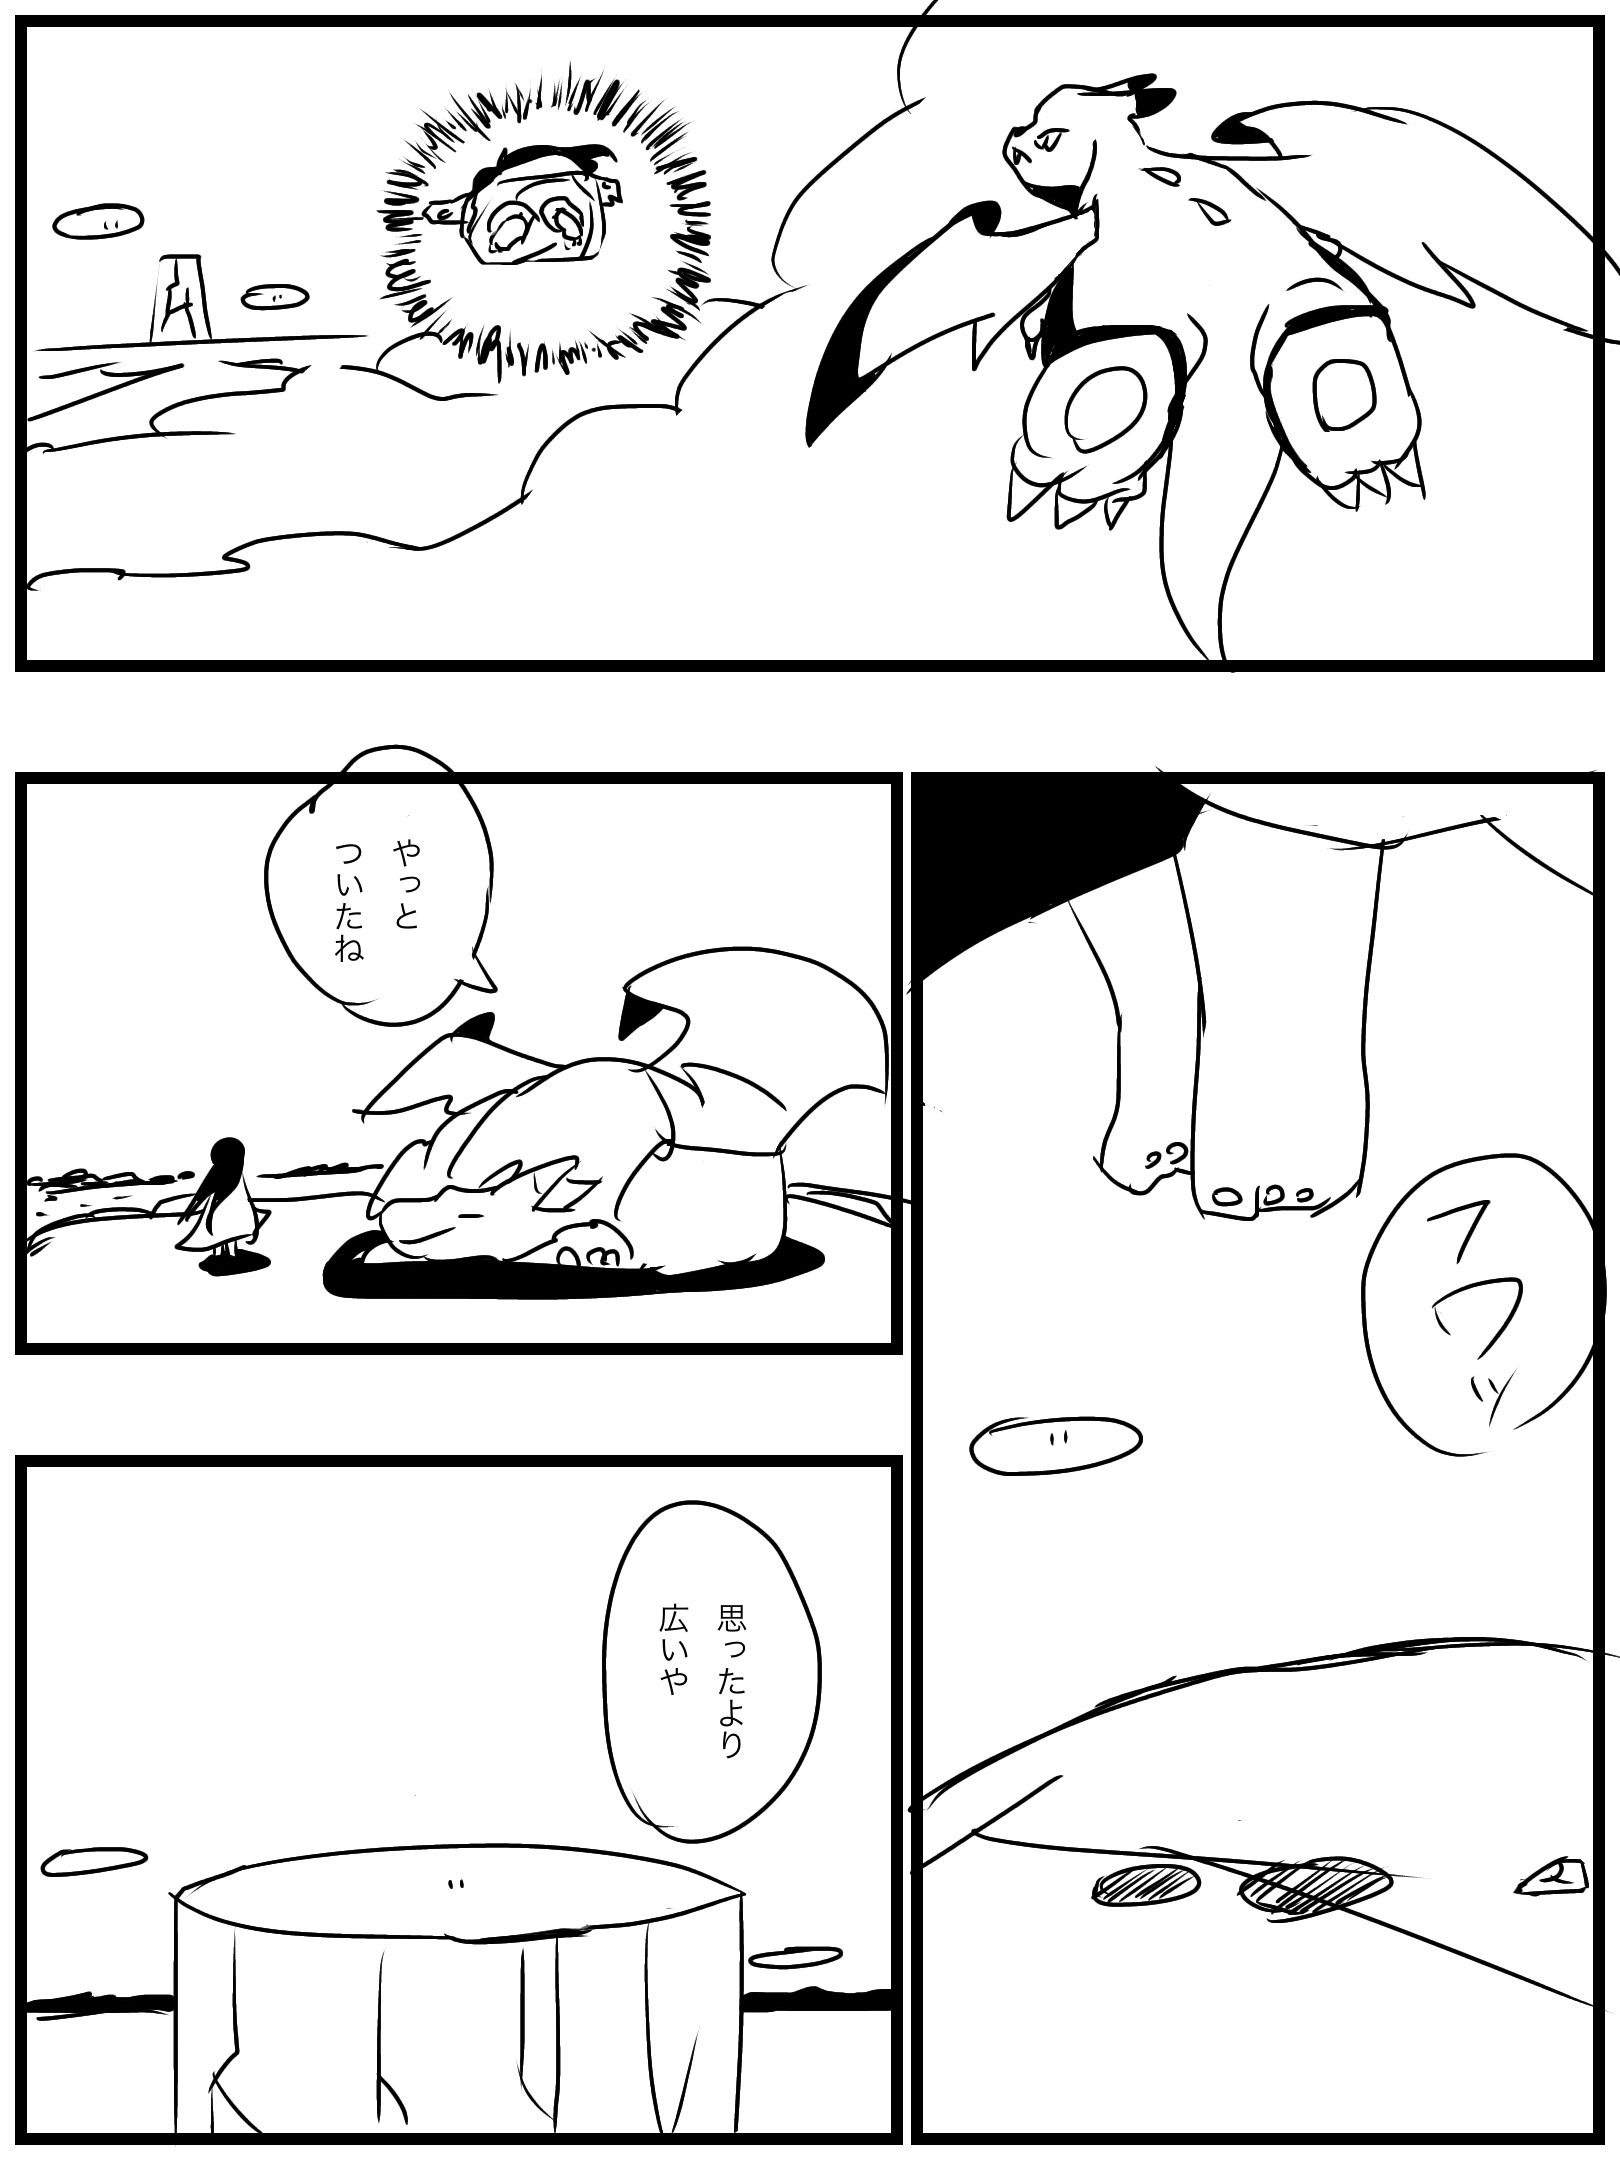 フワッ
やっと
ついたね
思ったより
広いや